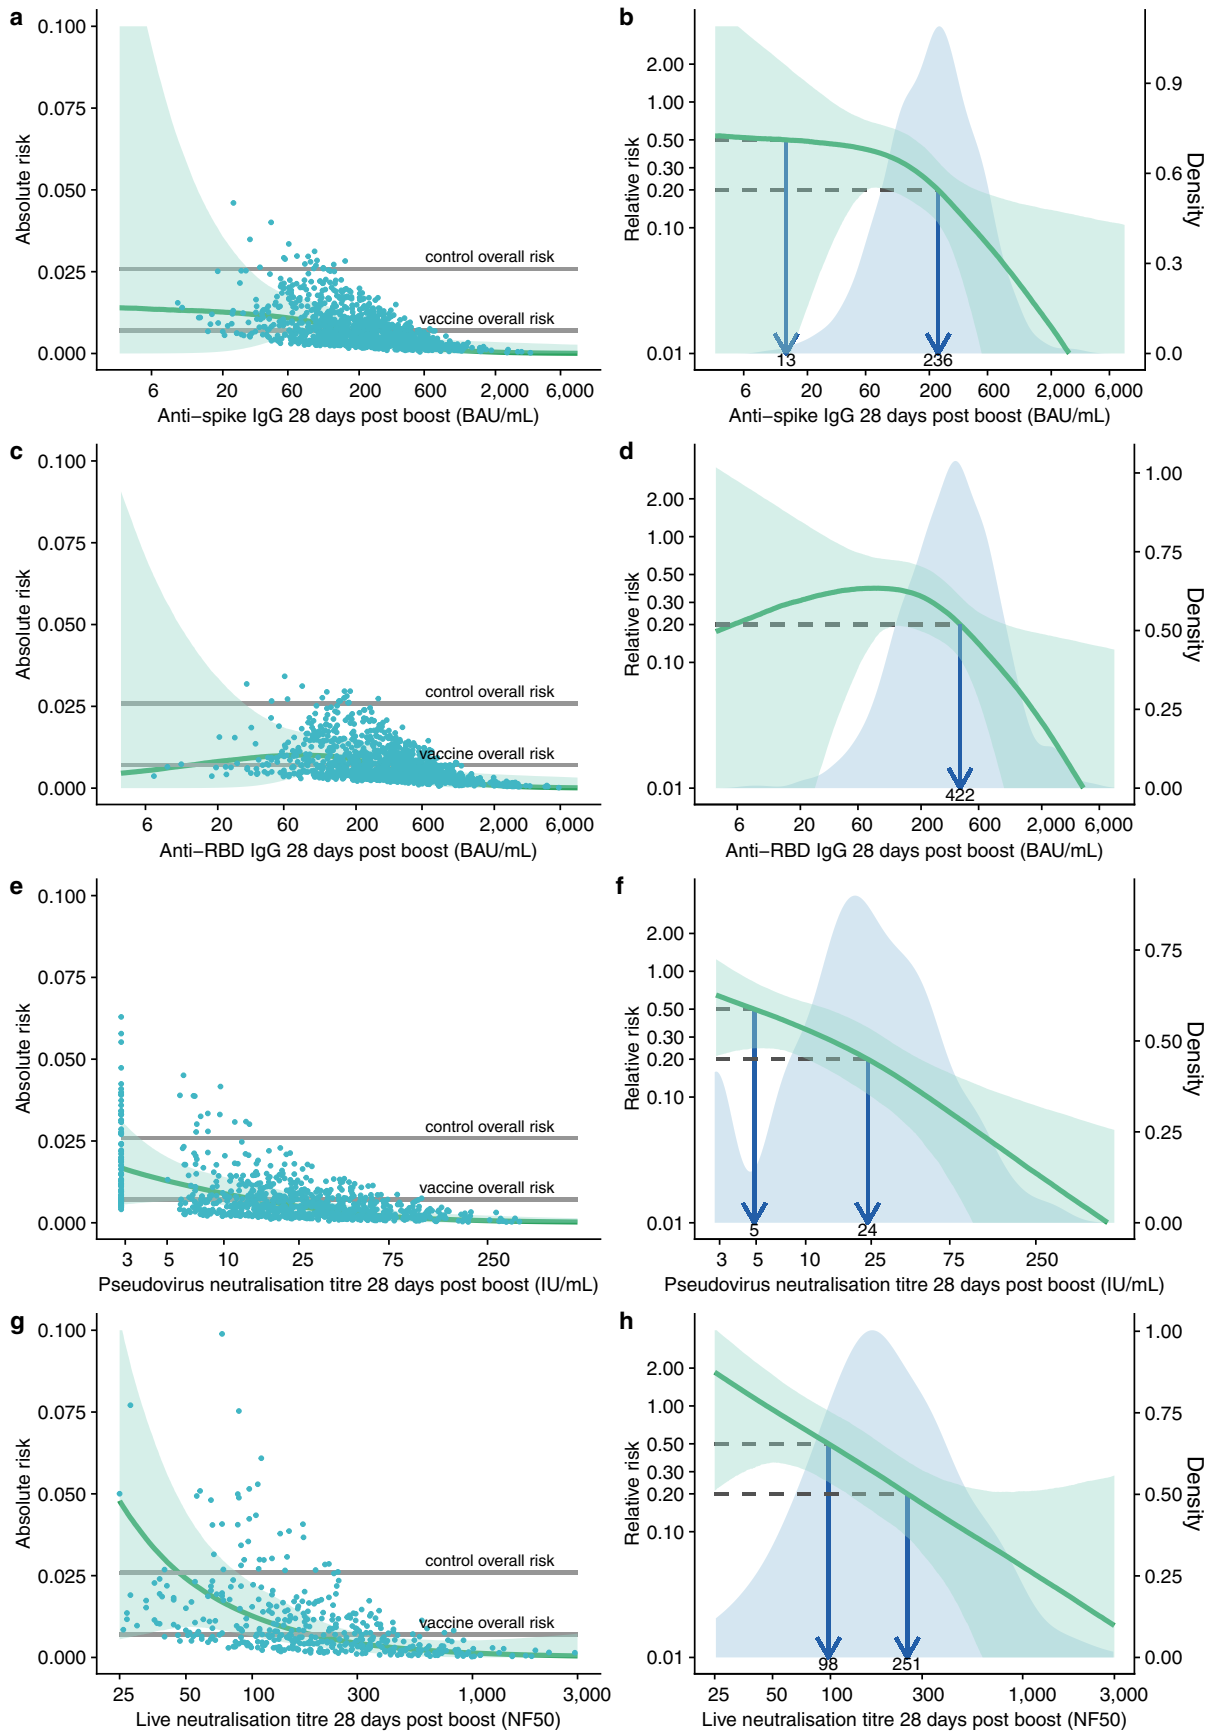 a
0.100
0.075
0.050
0.025
0.000
Absolute risk
control overall risk
vaccine overall risk
6 20 60 200 600 2,000 6,000
Anti−spike IgG 28 days post boost (BAU/mL)
b
2.00
1.00
0.50
0.30
0.20
0.10
0.01
Relative risk
0.9
0.6
0.3
0.0
Density
13 236
6 20 60 200 600 2,000 6,000
Anti−spike IgG 28 days post boost (BAU/mL)
c
0.100
0.075
0.050
0.025
0.000
Absolute risk
control overall risk
vaccine overall risk
6 20 60 200 600 2,000 6,000
Anti−RBD IgG 28 days post boost (BAU/mL)
d
2.00
1.00
0.50
0.30
0.20
0.10
0.01
Relative risk
1.00
0.75
0.50
0.25
0.00
Density
422
6 20 60 200 600 2,000 6,000
Anti−RBD IgG 28 days post boost (BAU/mL)
e
0.100
0.075
0.050
0.025
0.000
Absolute risk
control overall risk
vaccine overall risk
3 5 10 25 75 250
Pseudovirus neutralisation titre 28 days post boost (IU/mL)
f
2.00
1.00
0.50
0.30
0.20
0.10
0.01
Relative risk
0.75
0.50
0.25
0.00
Density
5 24
3 5 10 25 75 250
Pseudovirus neutralisation titre 28 days post boost (IU/mL)
g
0.100
0.075
0.050
0.025
0.000
Absolute risk
control overall risk
vaccine overall risk
25 50 100 300 1,000 3,000
Live neutralisation titre 28 days post boost (NF50)
h
2.00
1.00
0.50
0.30
0.20
0.10
0.01
Relative risk
1.00
0.75
0.50
0.25
0.00
Density
98 251
25 50 100 300 1,000 3,000
Live neutralisation titre 28 days post boost (NF50)